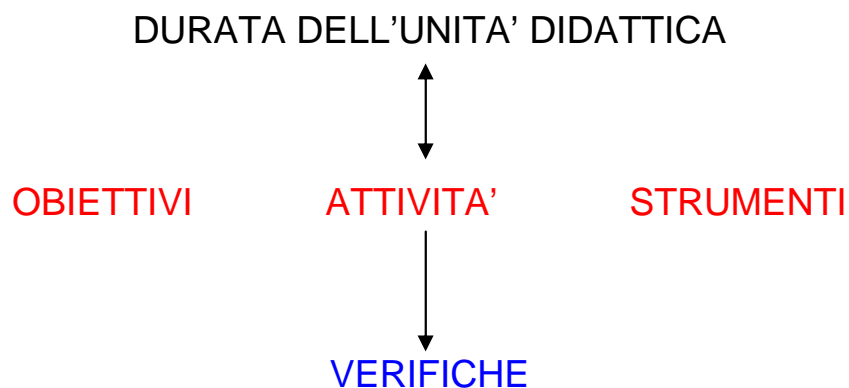 DURATA DELL’UNITA’ DIDATTICA
OBIETTIVI ATTIVITA’ STRUMENTI
VERIFICHE